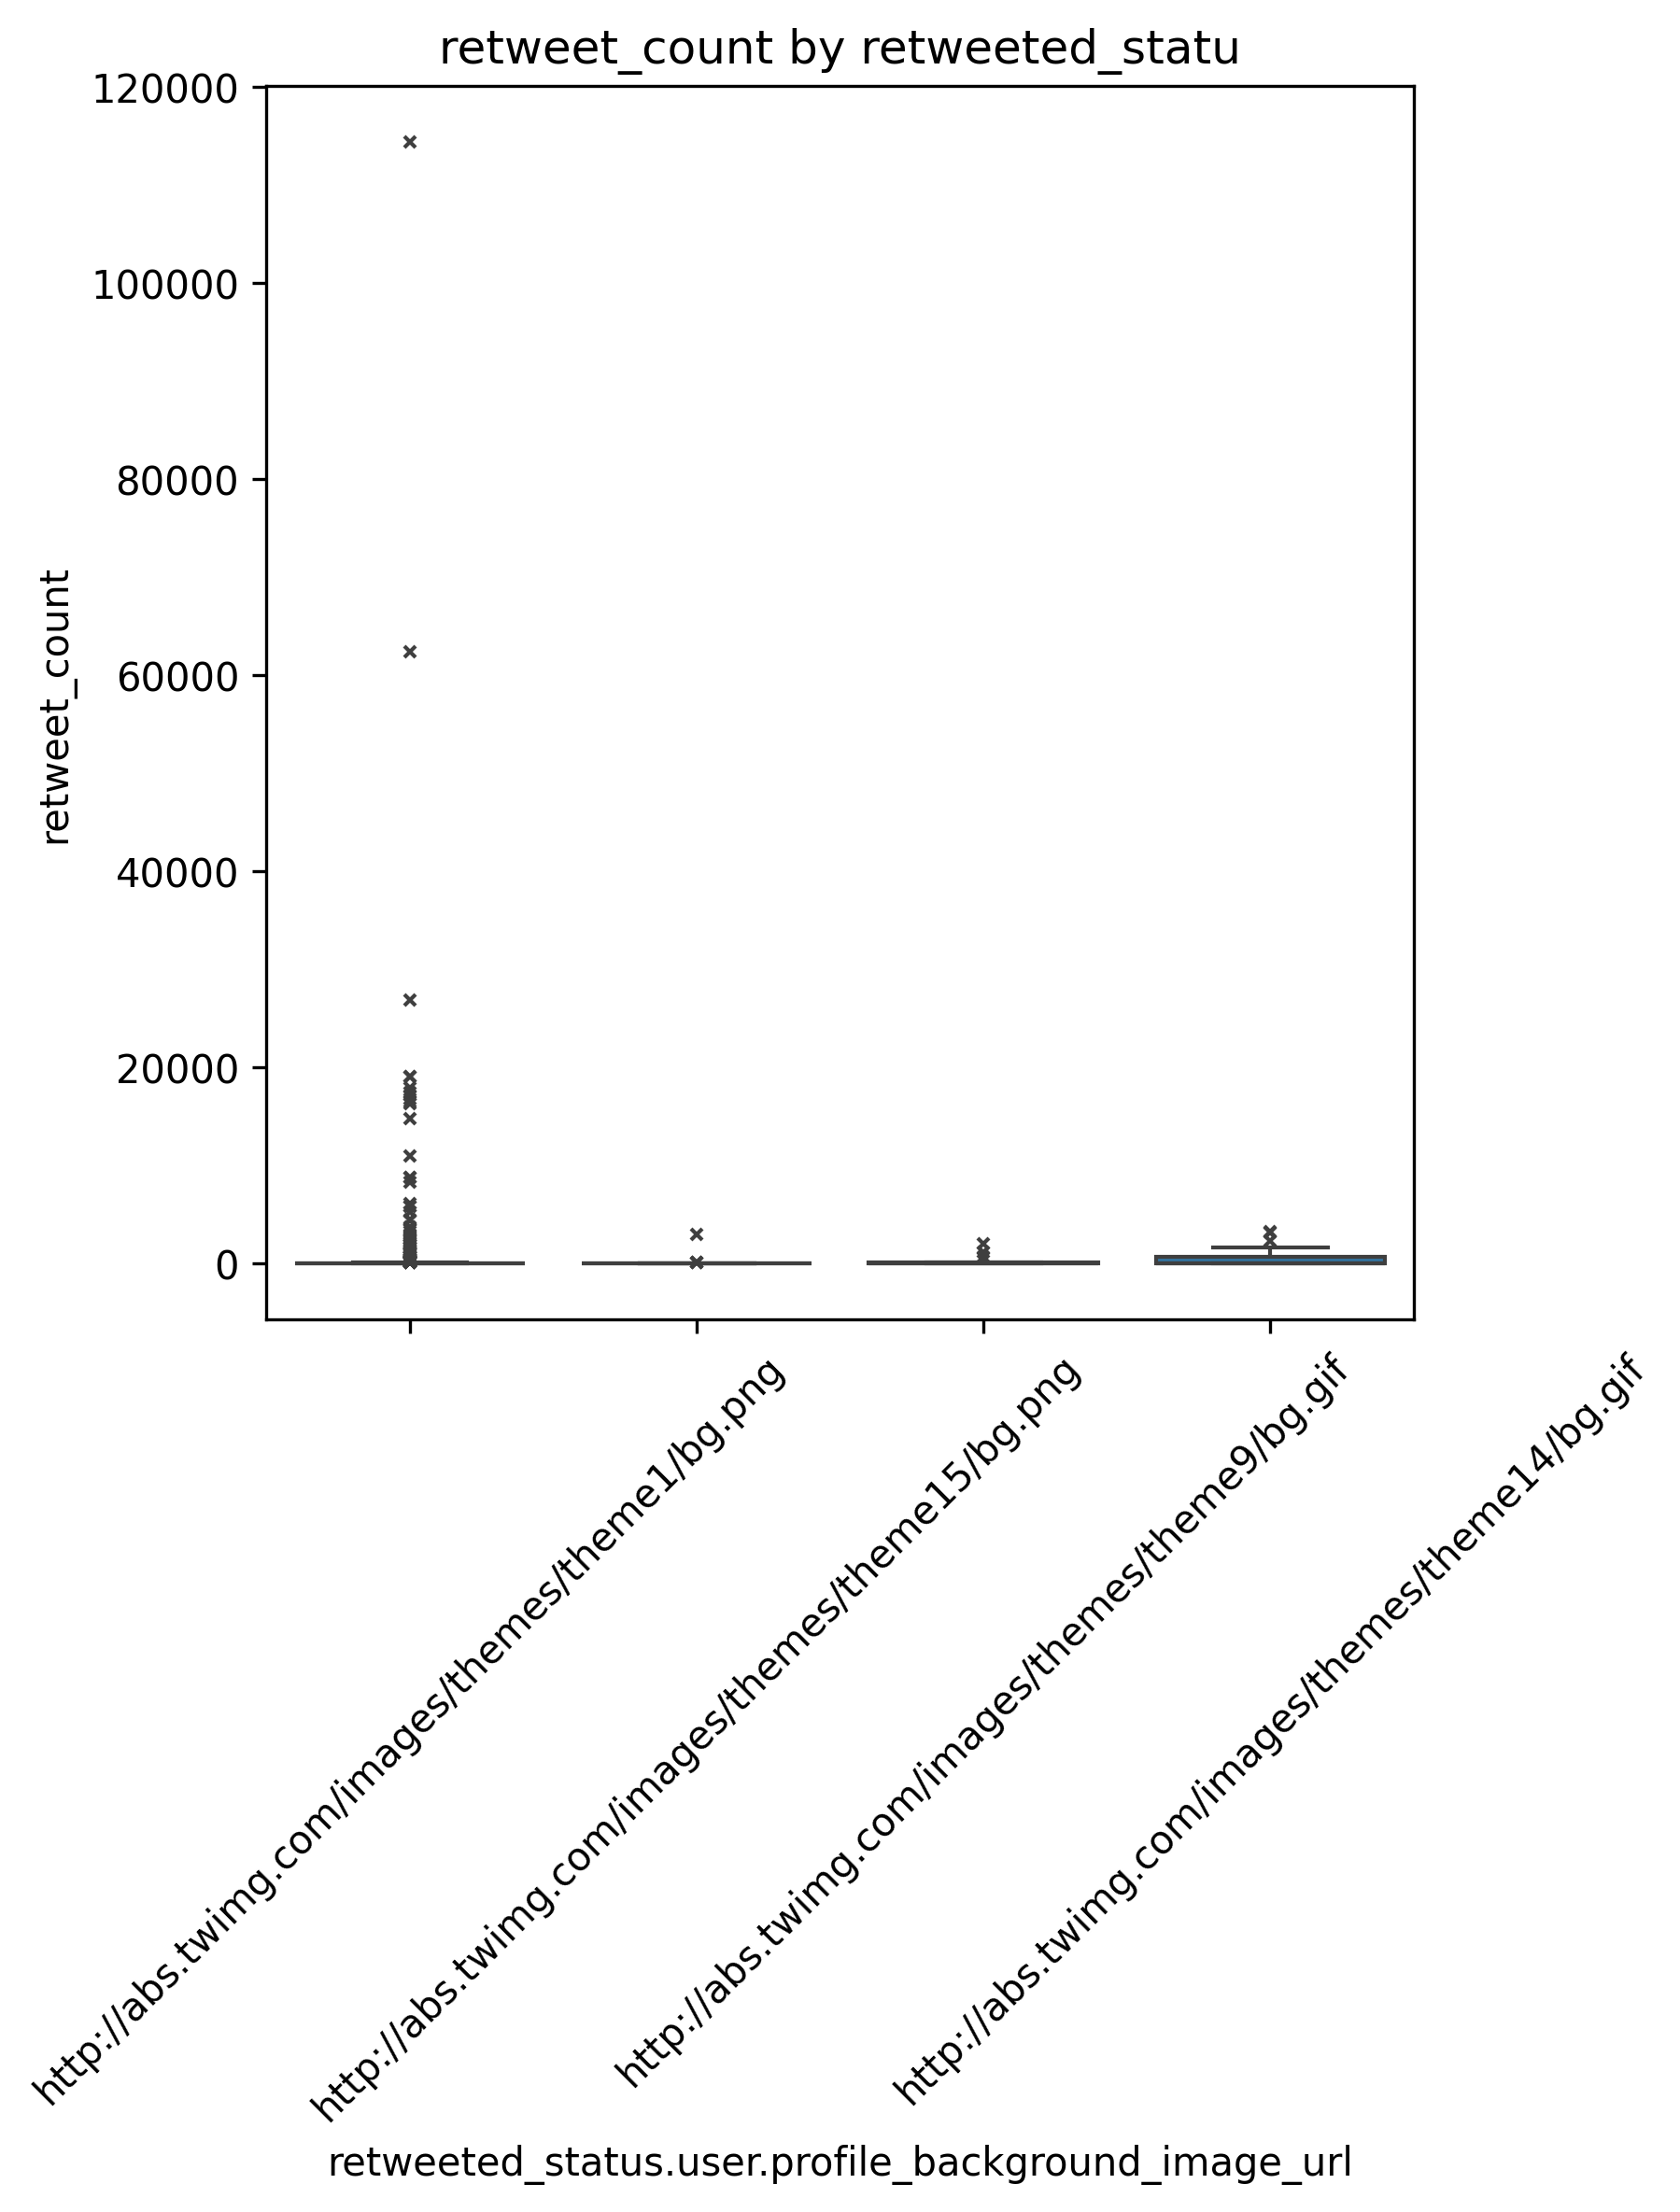 retweet_count by retweeted_statu
120000
100000
80000
60000
40000
20000
0
retweet_count
http://abs.twimg.com/images/themes/theme1/bg.png
http://abs.twimg.com/images/themes/theme15/bg.png
http://abs.twimg.com/images/themes/theme9/bg.gif
http://abs.twimg.com/images/themes/theme14/bg.gif
retweeted_status.user.profile_background_image_url